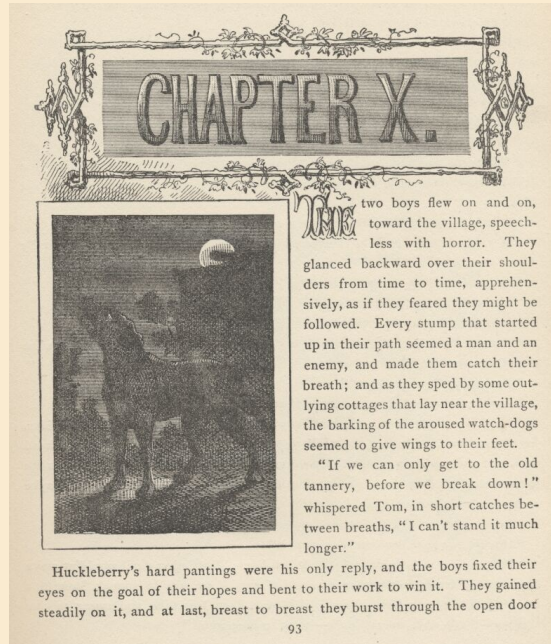 CHAPTER X.
THE two boys flew on and on,
toward the village, speech-
less with horror. They
glanced backward over their shoul-
ders from time to time, apprehen-
sively, as if they feared they might be
followed. Every stump that started
up in their path seemed a man and an
enemy, and made them catch their
breath; and as they sped by some out-
lying cottages that lay near the village,
the barking of the aroused watch-dogs
seemed to give wings to their feet.
"If we can only get to the old
tannery, before we break down!"
whispered Tom, in short catches be-
tween breaths, "I can't stand it much
longer."
Huckleberry's hard pantings were his only reply, and the boys fixed their
eyes on the goal of their hopes and bent to their work to win it. They gained
steadily on it, and at last, breast to breast they burst through the open door
93